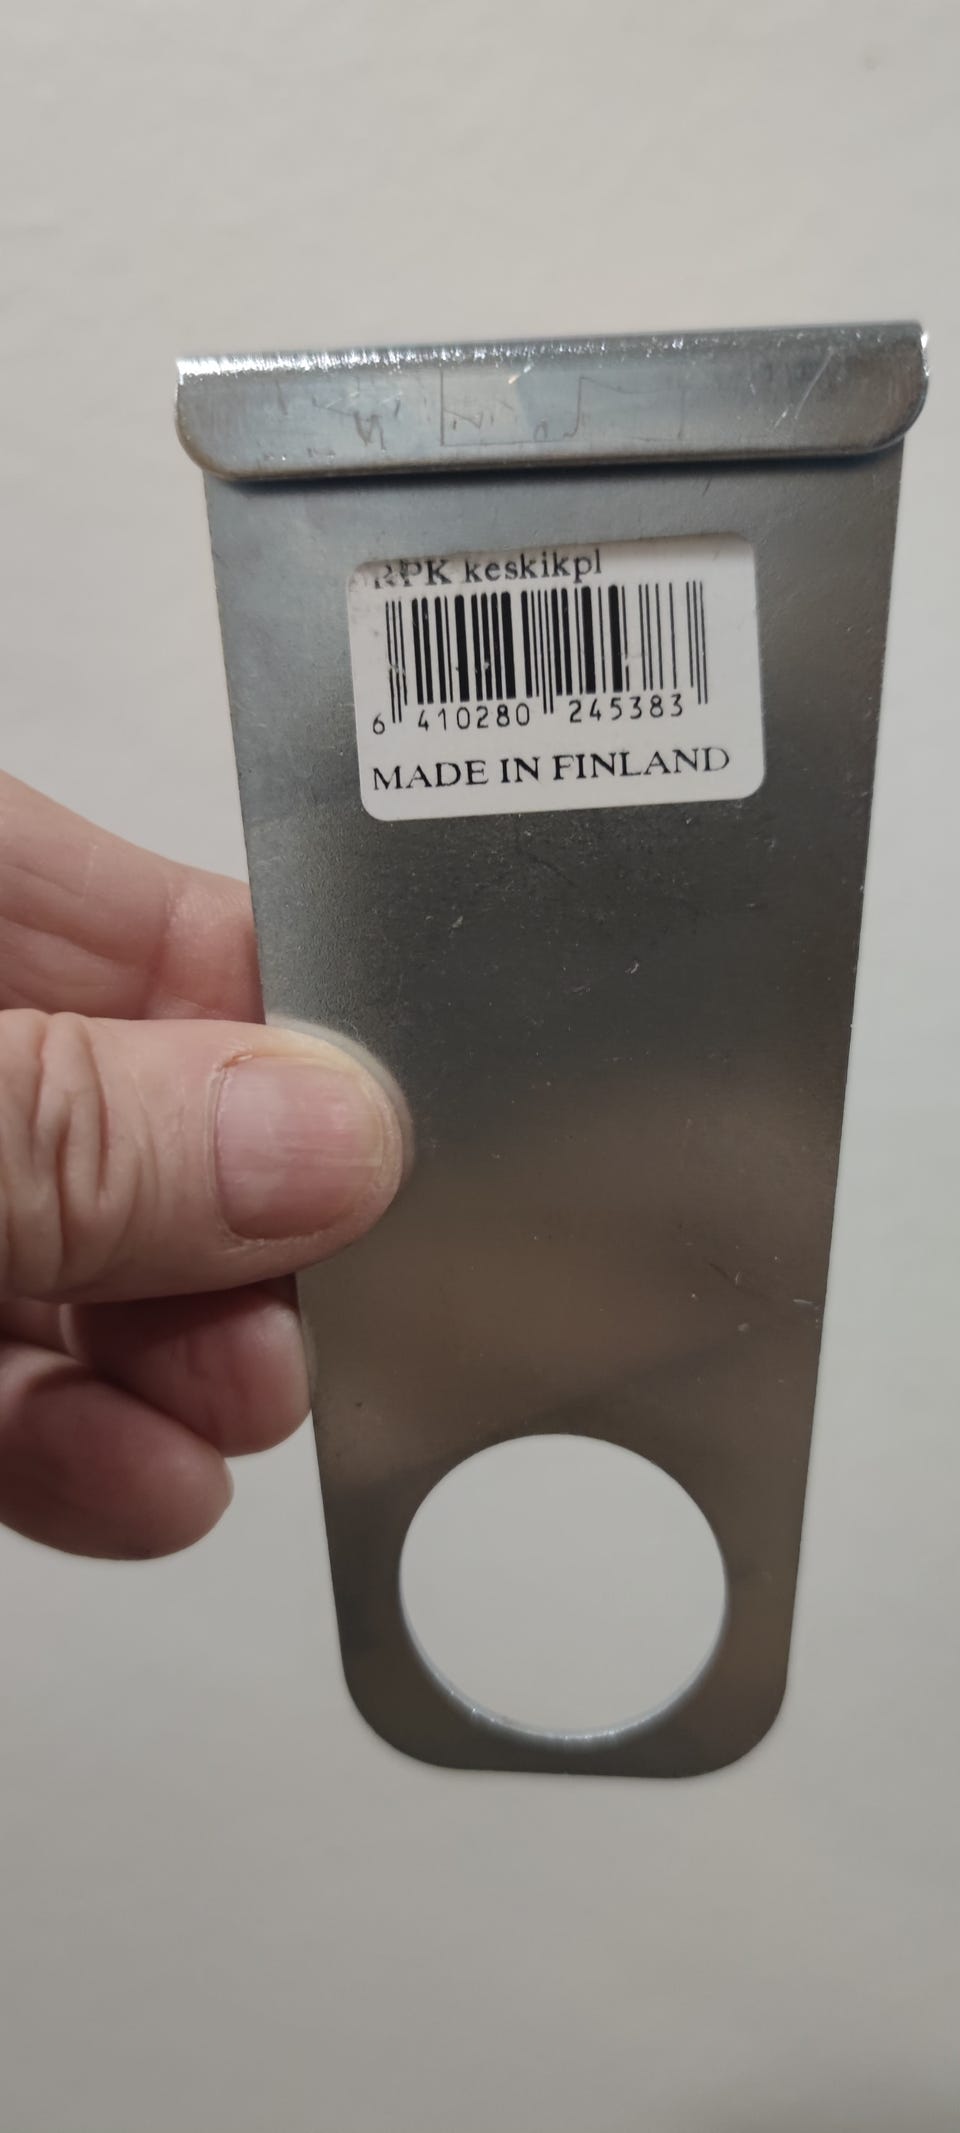 RPK keskikpl
6 410280 245383
MADE IN FINLAND